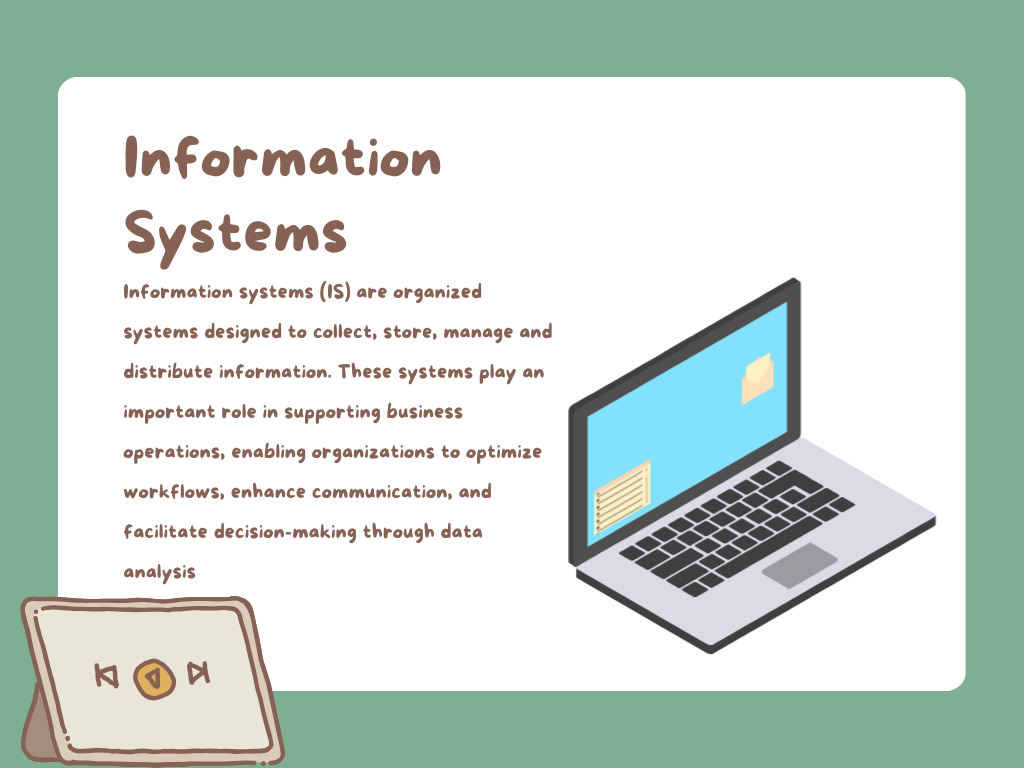 Information
Systems
Information systems (IS) are organized
systems designed to collect, store, manage and
distribute information. These systems play an
important role in supporting business
operations, enabling organizations to optimize
workflows, enhance communication, and
facilitate decision-making through data
analysis